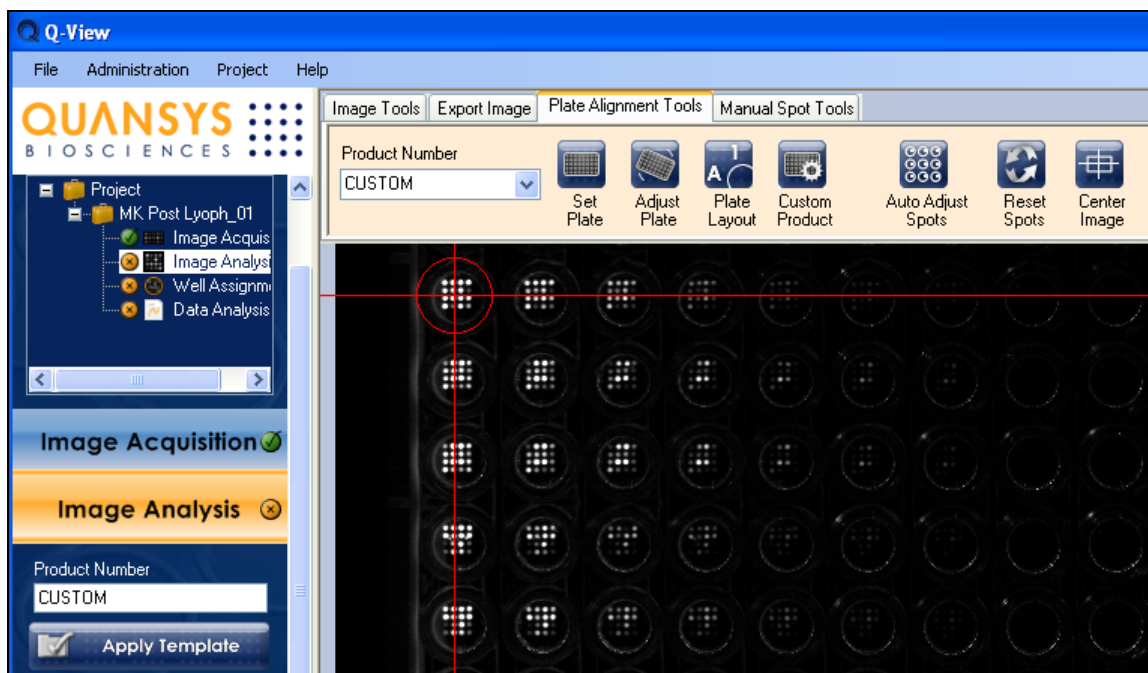 Q-View
File Administration Project Help
QUANSYS
BIOSCIENCES
Project
MK Post Lyoph_01
Image Acquis
Image Analysi
Well Assignm
Data Analysis
Image Acquisition
Image Analysis
Product Number
CUSTOM
Apply Template
Image Tools Export Image Plate Alignment Tools Manual Spot Tools
Product Number
CUSTOM
1
A
Set Plate
Adjust Plate
Plate Layout
Custom Product
Auto Adjust Spots
Reset Spots
Center Image